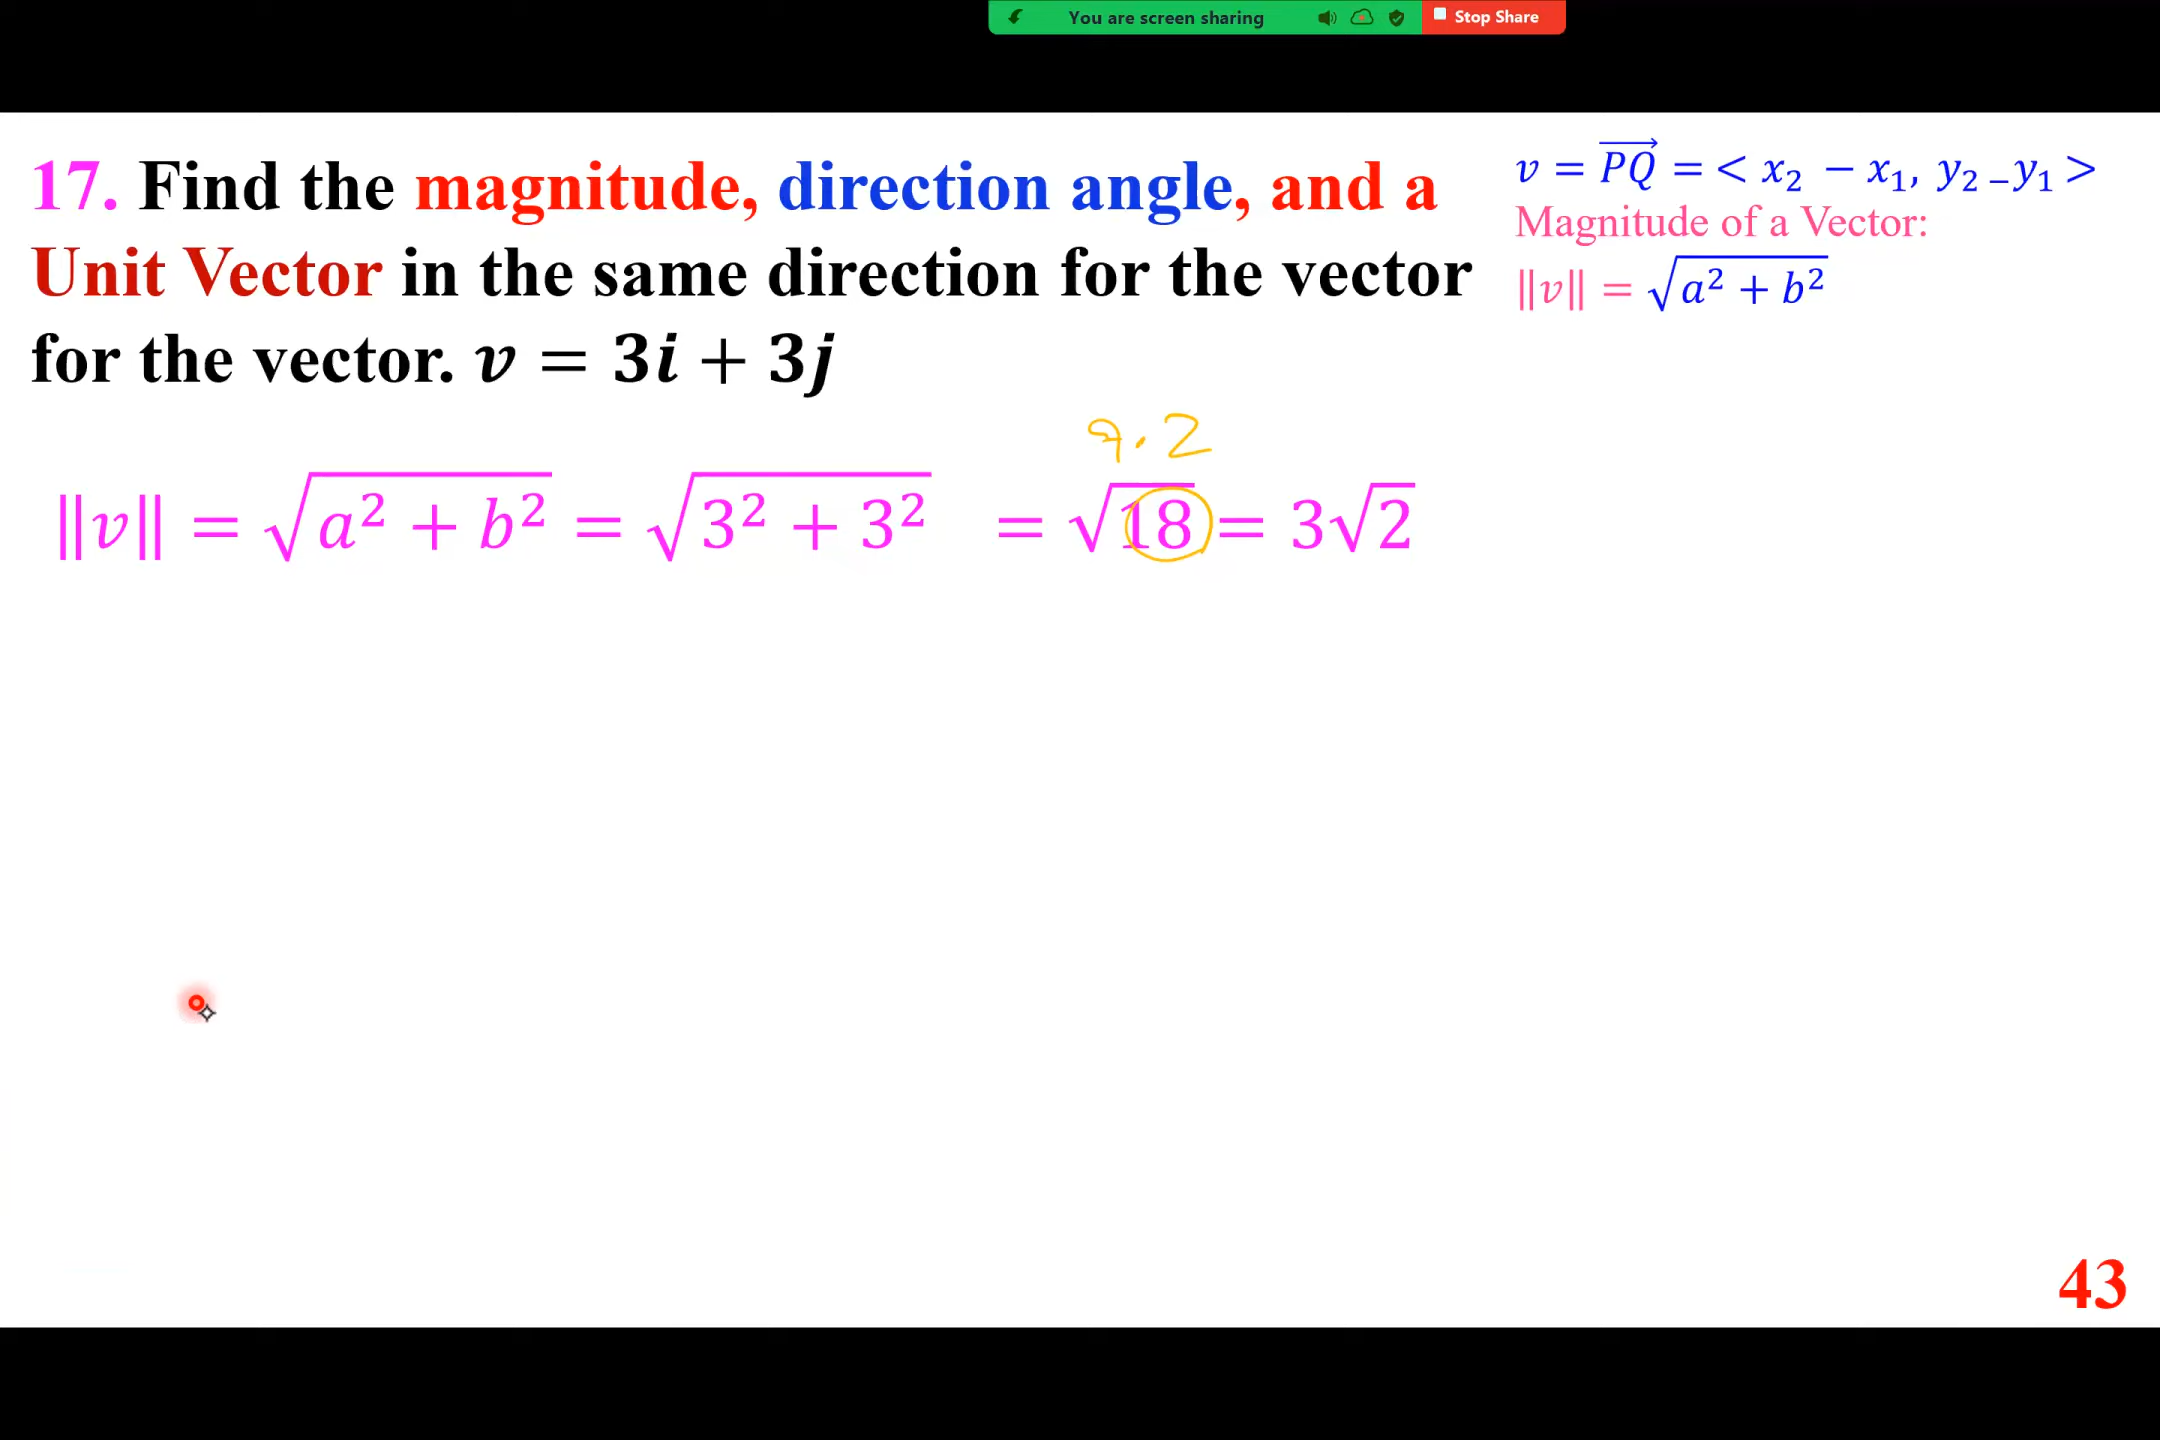 You are screen sharing Stop Share
17. Find the magnitude, direction angle, and a
Unit Vector in the same direction for the vector
for the vector. v = 3i + 3j
v = PQ⃗ = < x₂ − x₁, y₂ − y₁ >
Magnitude of a Vector:
‖v‖ = √(a² + b²)
9·2
‖v‖ = √(a² + b²) = √(3² + 3²) = √18 = 3√2
43